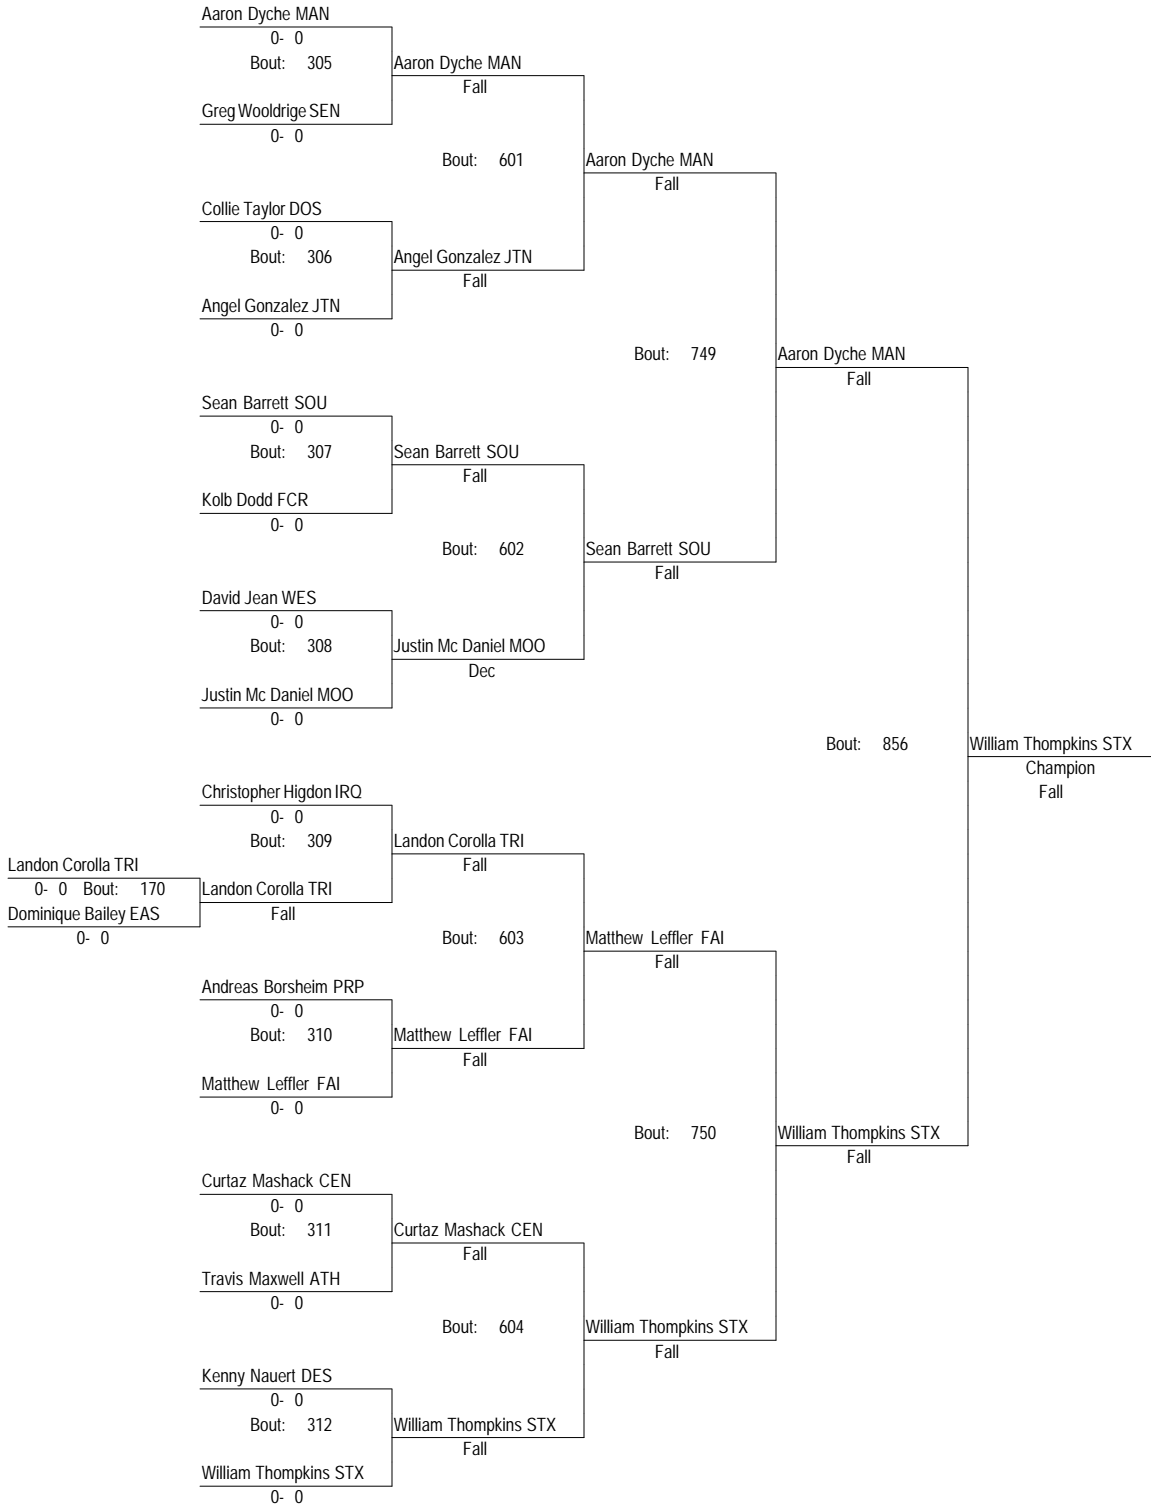 Aaron Dyche MAN
0- 0
Bout: 305
Aaron Dyche MAN
Fall
Greg Wooldrige SEN
0- 0
Bout: 601
Aaron Dyche MAN
Fall
Collie Taylor DOS
0- 0
Bout: 306
Angel Gonzalez JTN
Fall
Angel Gonzalez JTN
0- 0
Bout: 749
Aaron Dyche MAN
Fall
Sean Barrett SOU
0- 0
Bout: 307
Sean Barrett SOU
Fall
Kolb Dodd FCR
0- 0
Bout: 602
Sean Barrett SOU
Fall
David Jean WES
0- 0
Bout: 308
Justin Mc Daniel MOO
Dec
Justin Mc Daniel MOO
0- 0
Bout: 856
William Thompkins STX
Champion
Fall
Christopher Higdon IRQ
0- 0
Bout: 309
Landon Corolla TRI
Fall
Landon Corolla TRI
0- 0 Bout: 170
Landon Corolla TRI
Fall
Dominique Bailey EAS
0- 0
Bout: 603
Matthew Leffler FAI
Fall
Andreas Borsheim PRP
0- 0
Bout: 310
Matthew Leffler FAI
Fall
Matthew Leffler FAI
0- 0
Bout: 750
William Thompkins STX
Fall
Curtaz Mashack CEN
0- 0
Bout: 311
Curtaz Mashack CEN
Fall
Travis Maxwell ATH
0- 0
Bout: 604
William Thompkins STX
Fall
Kenny Nauert DES
0- 0
Bout: 312
William Thompkins STX
Fall
William Thompkins STX
0- 0